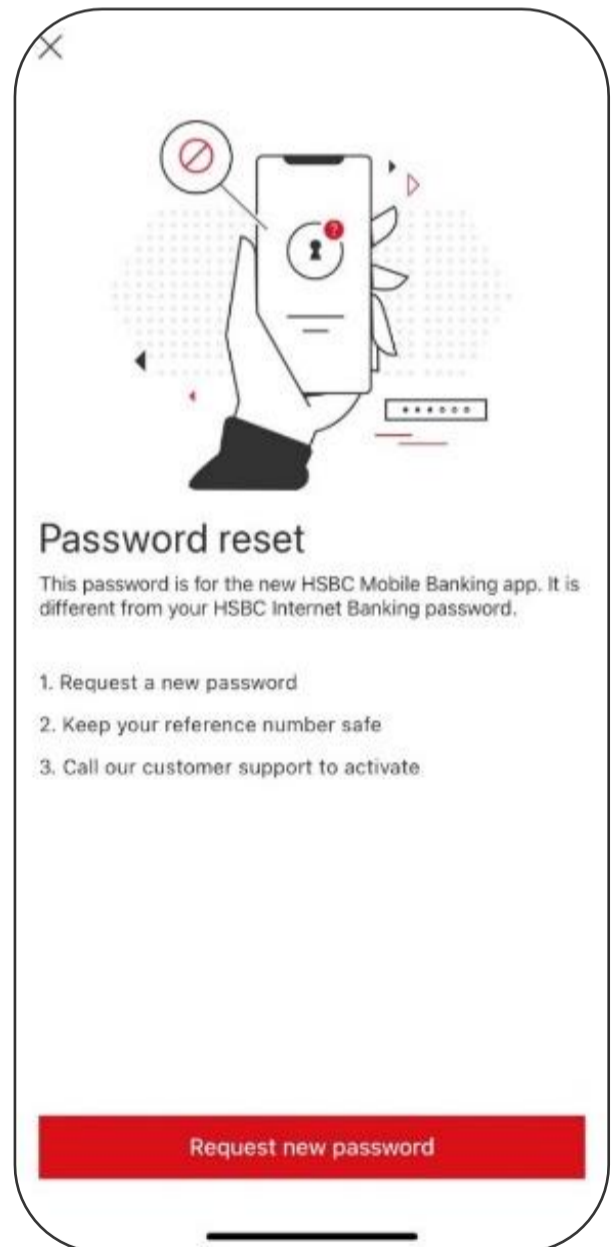 Password reset
This password is for the new HSBC Mobile Banking app. It is
different from your HSBC Internet Banking password.
1. Request a new password
2. Keep your reference number safe
3. Call our customer support to activate
Request new password